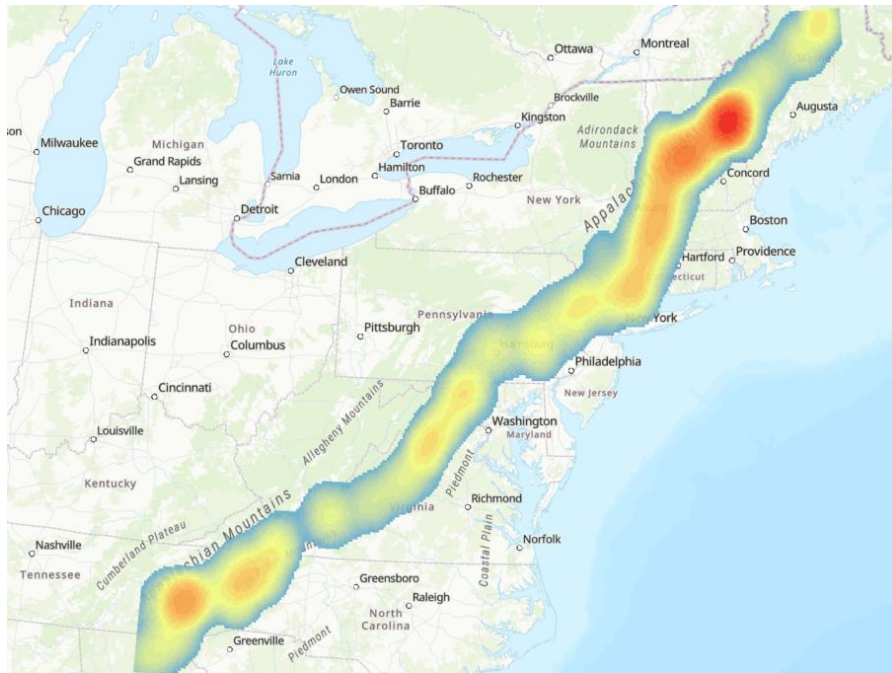 Ottawa
Montreal
Lake
Huron
Owen Sound
Barrie
Brockville
Kingston
Adirondack
Mountains
Augusta
son
Milwaukee
Michigan
Grand Rapids
Lansing
Sarnia
London
Toronto
Hamilton
Rochester
Buffalo
New York
Concord
Chicago
Detroit
Boston
Providence
Hartford
Cleveland
Indiana
Ohio
Pennsylvania
Pittsburgh
New York
Harrisburg
Indianapolis
Columbus
Philadelphia
New Jersey
Cincinnati
Allegheny Mountains
Washington
Maryland
Louisville
Piedmont
Kentucky
Virginia
Richmond
Coastal Plain
Norfolk
Cumberland Plateau
Nashville
Tennessee
Greensboro
Raleigh
North
Carolina
Greenville
Piedmont